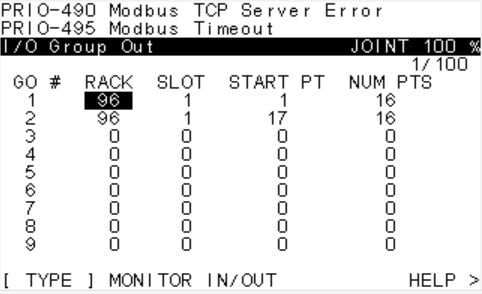 PRIO-490 Modbus TCP Server Error
PRIO-495 Modbus Timeout
I/O Group Out JOINT 100 %
1/100
GO # RACK SLOT START PT NUM PTS
1 96 1 1 16
2 96 1 17 16
3 0 0 0 0
4 0 0 0 0
5 0 0 0 0
6 0 0 0 0
7 0 0 0 0
8 0 0 0 0
9 0 0 0 0
[ TYPE ] MONITOR IN/OUT HELP >